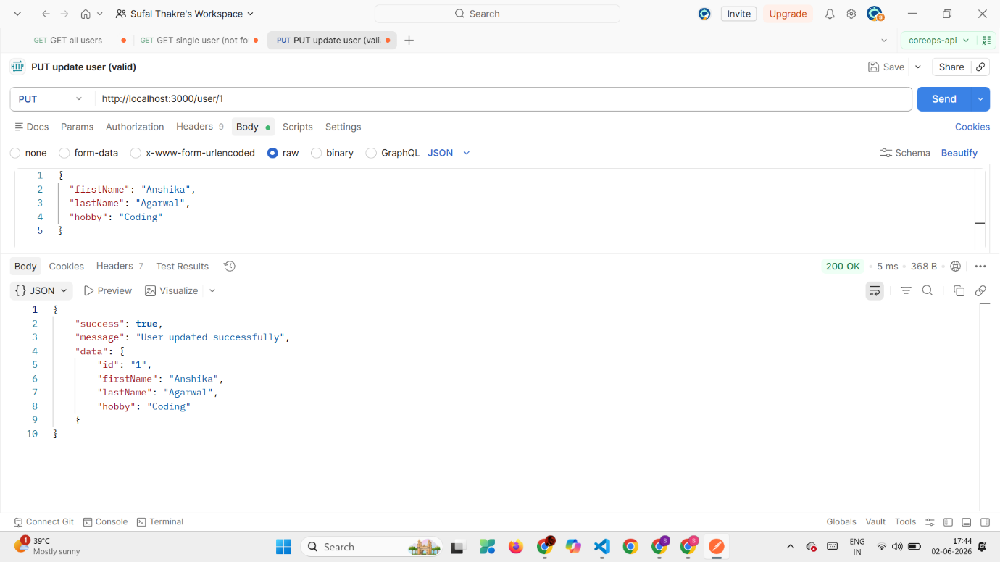 Sufal Thakre's Workspace
Search
Invite
Upgrade
GET GET all users
GET GET single user (not fo
PUT PUT update user (vali
coreops-api
HTTP PUT update user (valid)
Save
Share
PUT
http://localhost:3000/user/1
Send
Docs Params Authorization Headers 9 Body Scripts Settings
Cookies
none form-data x-www-form-urlencoded raw binary GraphQL JSON
Schema Beautify
1 {
2 "firstName": "Anshika",
3 "lastName": "Agarwal",
4 "hobby": "Coding"
5 }
Body Cookies Headers 7 Test Results
200 OK • 5 ms • 368 B
{} JSON Preview Visualize
1 {
2 "success": true,
3 "message": "User updated successfully",
4 "data": {
5 "id": "1",
6 "firstName": "Anshika",
7 "lastName": "Agarwal",
8 "hobby": "Coding"
9 }
10 }
Connect Git Console Terminal
Globals Vault Tools
1
39°C
Mostly sunny
Search
S
S
ENG
IN
17:44
02-06-2026